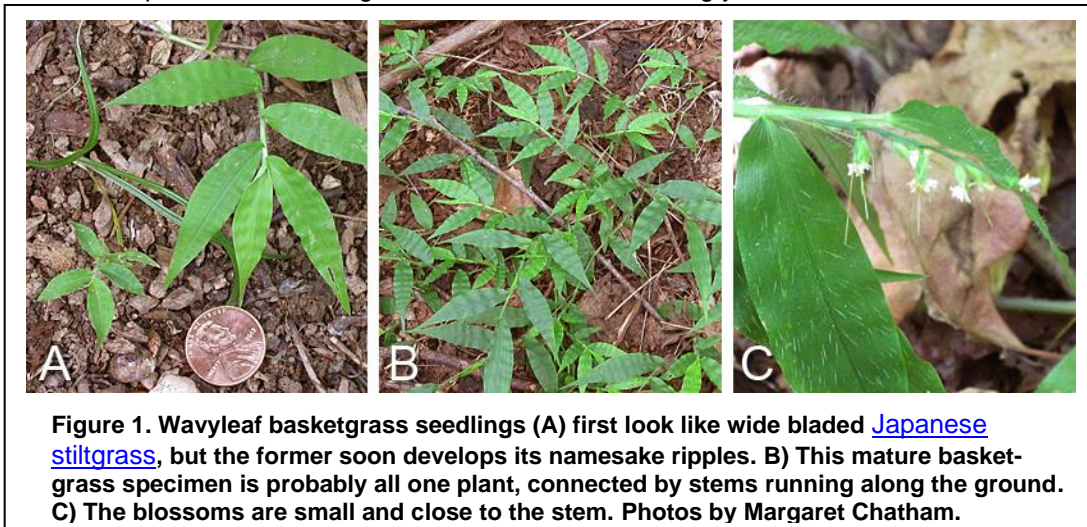 A
B
C
Figure 1. Wavyleaf basketgrass seedlings (A) first look like wide bladed Japanese
stiltgrass, but the former soon develops its namesake ripples. B) This mature basket-
grass specimen is probably all one plant, connected by stems running along the ground.
C) The blossoms are small and close to the stem. Photos by Margaret Chatham.